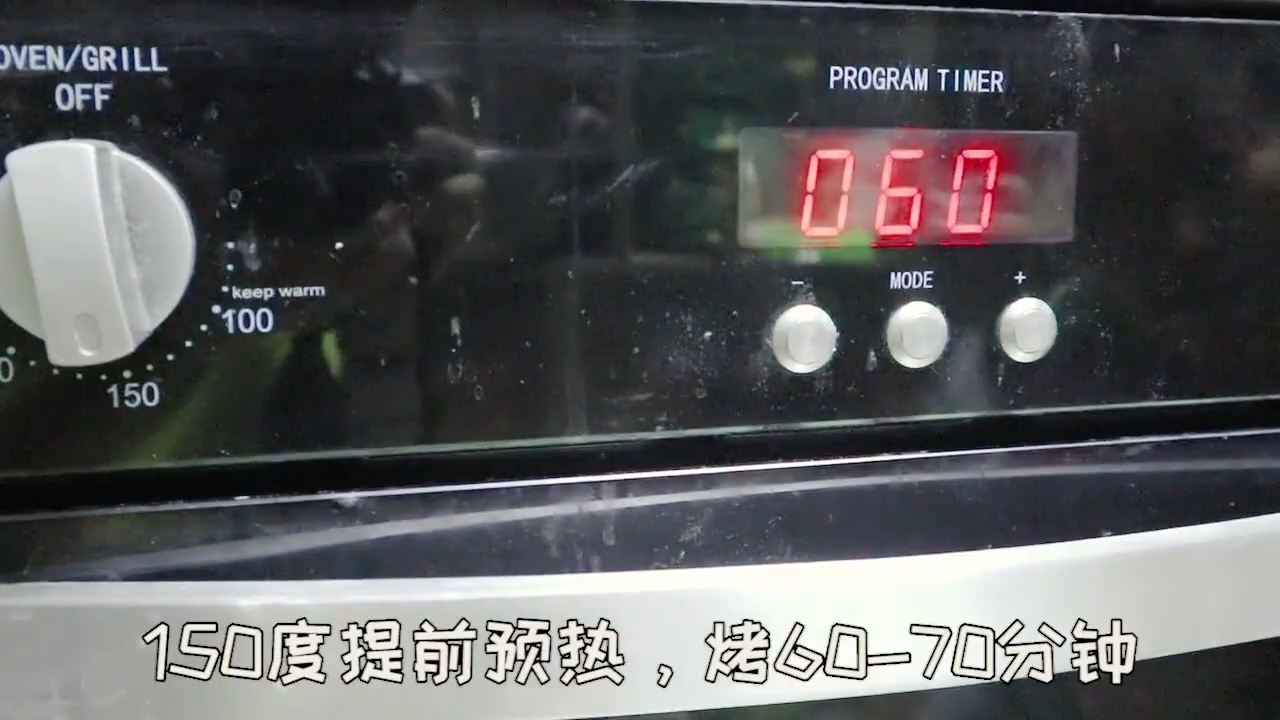 OVEN/GRILL
OFF
PROGRAM TIMER
060
- MODE +
keep warm
100
150
150度提前预热，烤60-70分钟